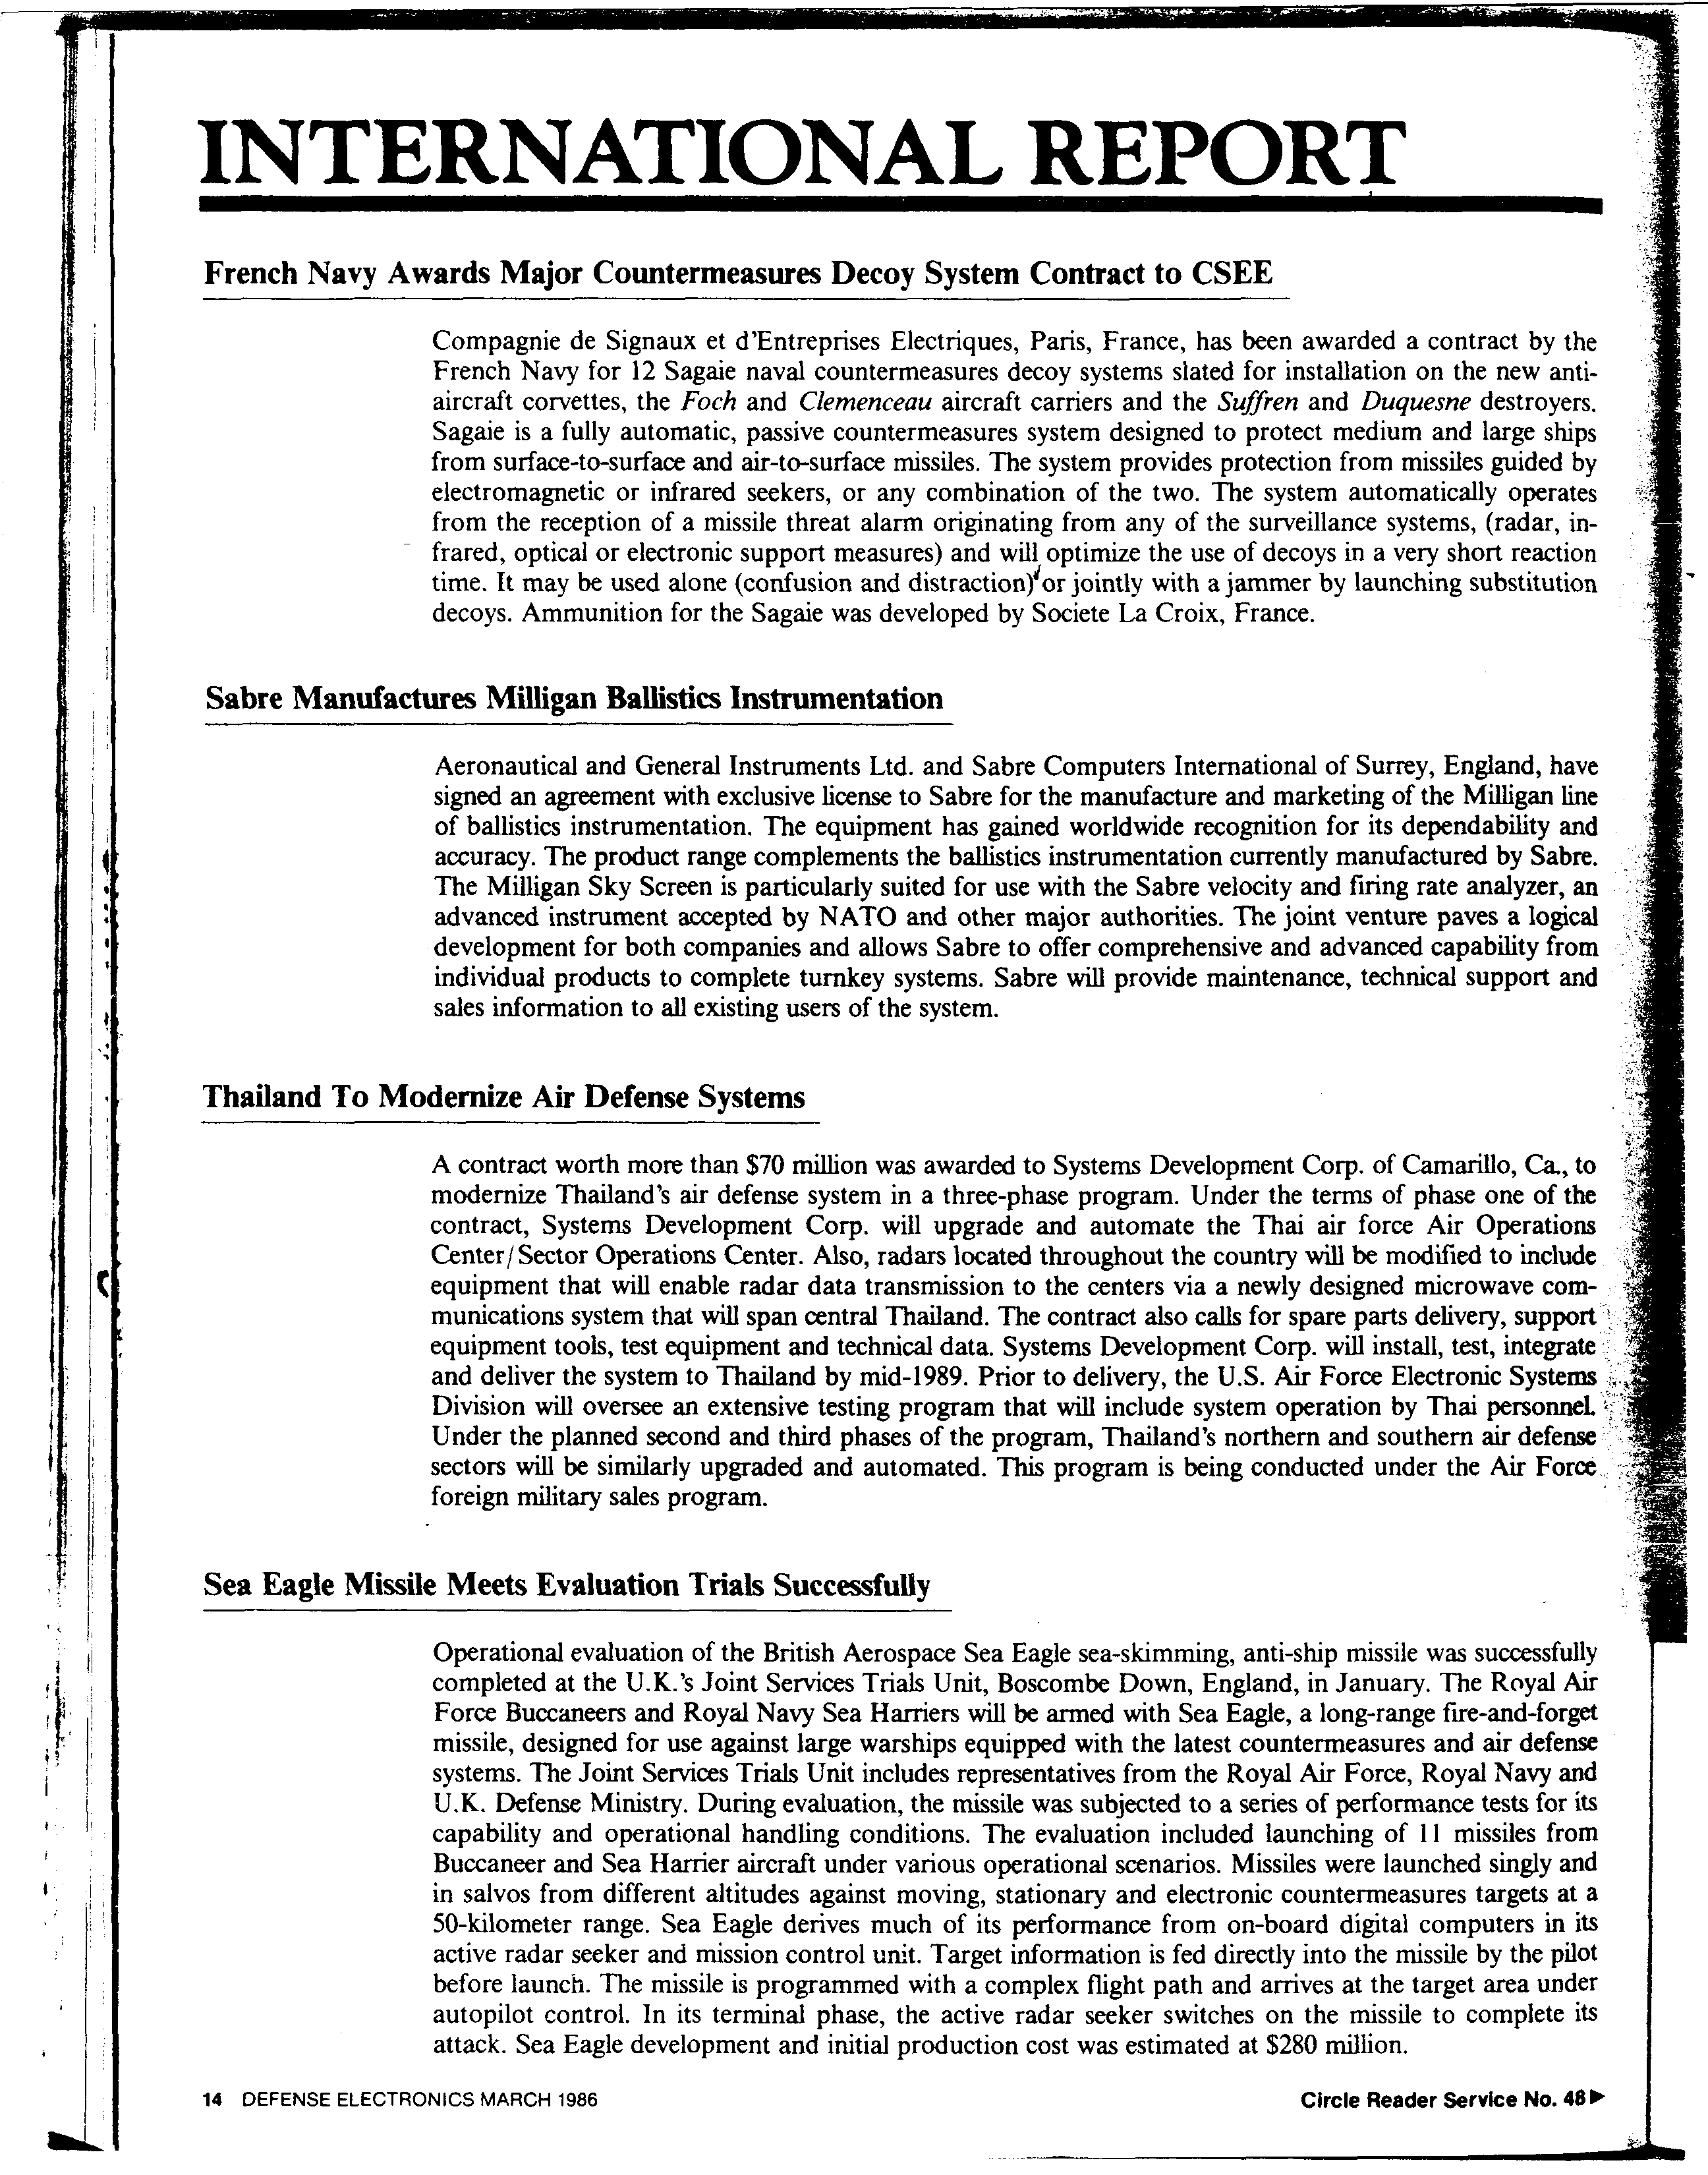 INTERNATIONAL REPORT
French Navy Awards Major Countermeasures Decoy System Contract to CSEE
Compagnie de Signaux et d'Entreprises Electriques, Paris, France, has been awarded a contract by the
French Navy for 12 Sagaie naval countermeasures decoy systems slated for installation on the new anti-
aircraft corvettes, the Foch and Clemenceau aircraft carriers and the Suffren and Duquesne destroyers.
Sagaie is a fully automatic, passive countermeasures system designed to protect medium and large ships
from surface-to-surface and air-to-surface missiles. The system provides protection from missiles guided by
electromagnetic or infrared seekers, or any combination of the two. The system automatically operates
from the reception of a missile threat alarm originating from any of the surveillance systems, (radar, in-
frared, optical or electronic support measures) and will optimize the use of decoys in a very short reaction
time. It may be used alone (confusion and distraction) or jointly with a jammer by launching substitution
decoys. Ammunition for the Sagaie was developed by Societe La Croix, France.
Sabre Manufactures Milligan Ballistics Instrumentation
Aeronautical and General Instruments Ltd. and Sabre Computers International of Surrey, England, have
signed an agreement with exclusive license to Sabre for the manufacture and marketing of the Milligan line
of ballistics instrumentation. The equipment has gained worldwide recognition for its dependability and
accuracy. The product range complements the ballistics instrumentation currently manufactured by Sabre.
The Milligan Sky Screen is particularly suited for use with the Sabre velocity and firing rate analyzer, an
advanced instrument accepted by NATO and other major authorities. The joint venture paves a logical
development for both companies and allows Sabre to offer comprehensive and advanced capability from
individual products to complete turnkey systems. Sabre will provide maintenance, technical support and
sales information to all existing users of the system.
Thailand To Modernize Air Defense Systems
A contract worth more than $70 million was awarded to Systems Development Corp. of Camarillo, Ca., to
modernize Thailand's air defense system in a three-phase program. Under the terms of phase one of the
contract, Systems Development Corp. will upgrade and automate the Thai air force Air Operations
Center/Sector Operations Center. Also, radars located throughout the country will be modified to include
equipment that will enable radar data transmission to the centers via a newly designed microwave com-
munications system that will span central Thailand. The contract also calls for spare parts delivery, support
equipment tools, test equipment and technical data. Systems Development Corp. will install, test, integrate
and deliver the system to Thailand by mid-1989. Prior to delivery, the U.S. Air Force Electronic Systems
Division will oversee an extensive testing program that will include system operation by Thai personnel.
Under the planned second and third phases of the program, Thailand's northern and southern air defense
sectors will be similarly upgraded and automated. This program is being conducted under the Air Force
foreign military sales program.
Sea Eagle Missile Meets Evaluation Trials Successfully
Operational evaluation of the British Aerospace Sea Eagle sea-skimming, anti-ship missile was successfully
completed at the U.K.'s Joint Services Trials Unit, Boscombe Down, England, in January. The Royal Air
Force Buccaneers and Royal Navy Sea Harriers will be armed with Sea Eagle, a long-range fire-and-forget
missile, designed for use against large warships equipped with the latest countermeasures and air defense
systems. The Joint Services Trials Unit includes representatives from the Royal Air Force, Royal Navy and
U.K. Defense Ministry. During evaluation, the missile was subjected to a series of performance tests for its
capability and operational handling conditions. The evaluation included launching of 11 missiles from
Buccaneer and Sea Harrier aircraft under various operational scenarios. Missiles were launched singly and
in salvos from different altitudes against moving, stationary and electronic countermeasures targets at a
50-kilometer range. Sea Eagle derives much of its performance from on-board digital computers in its
active radar seeker and mission control unit. Target information is fed directly into the missile by the pilot
before launch. The missile is programmed with a complex flight path and arrives at the target area under
autopilot control. In its terminal phase, the active radar seeker switches on the missile to complete its
attack. Sea Eagle development and initial production cost was estimated at $280 million.
14 DEFENSE ELECTRONICS MARCH 1986
Circle Reader Service No. 48